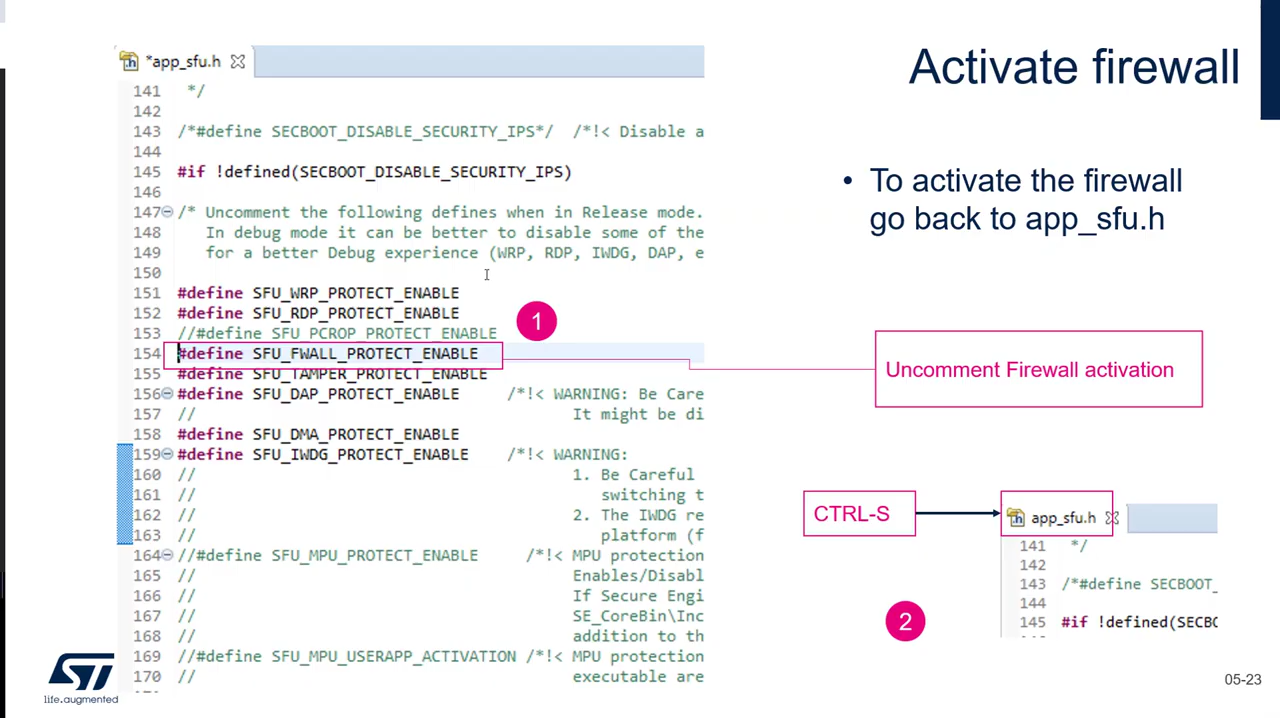 Activate firewall
*app_sfu.h
141 */
142
143 /*#define SECBOOT_DISABLE_SECURITY_IPS*/ /*!< Disable a
144
145 #if !defined(SECBOOT_DISABLE_SECURITY_IPS)
146
147 /* Uncomment the following defines when in Release mode.
148 In debug mode it can be better to disable some of the
149 for a better Debug experience (WRP, RDP, IWDG, DAP, e
150
151 #define SFU_WRP_PROTECT_ENABLE
152 #define SFU_RDP_PROTECT_ENABLE
153 //#define SFU_PCROP_PROTECT_ENABLE
154 #define SFU_FWALL_PROTECT_ENABLE
155 #define SFU_TAMPER_PROTECT_ENABLE
156 #define SFU_DAP_PROTECT_ENABLE /*!< WARNING: Be Care
157 // It might be di
158 #define SFU_DMA_PROTECT_ENABLE
159 #define SFU_IWDG_PROTECT_ENABLE /*!< WARNING:
160 // 1. Be Careful
161 // switching t
162 // 2. The IWDG re
163 // platform (f
164 //#define SFU_MPU_PROTECT_ENABLE /*!< MPU protection
165 // Enables/Disabl
166 // If Secure Engi
167 // SE_CoreBin\Inc
168 // addition to th
169 //#define SFU_MPU_USERAPP_ACTIVATION /*!< MPU protection
170 // executable are
1
• To activate the firewall
go back to app_sfu.h
Uncomment Firewall activation
CTRL-S
app_sfu.h
141 */
142
143 /*#define SECBOOT_
144
145 #if !defined(SECBO
2
ST
life.augmented
05-23